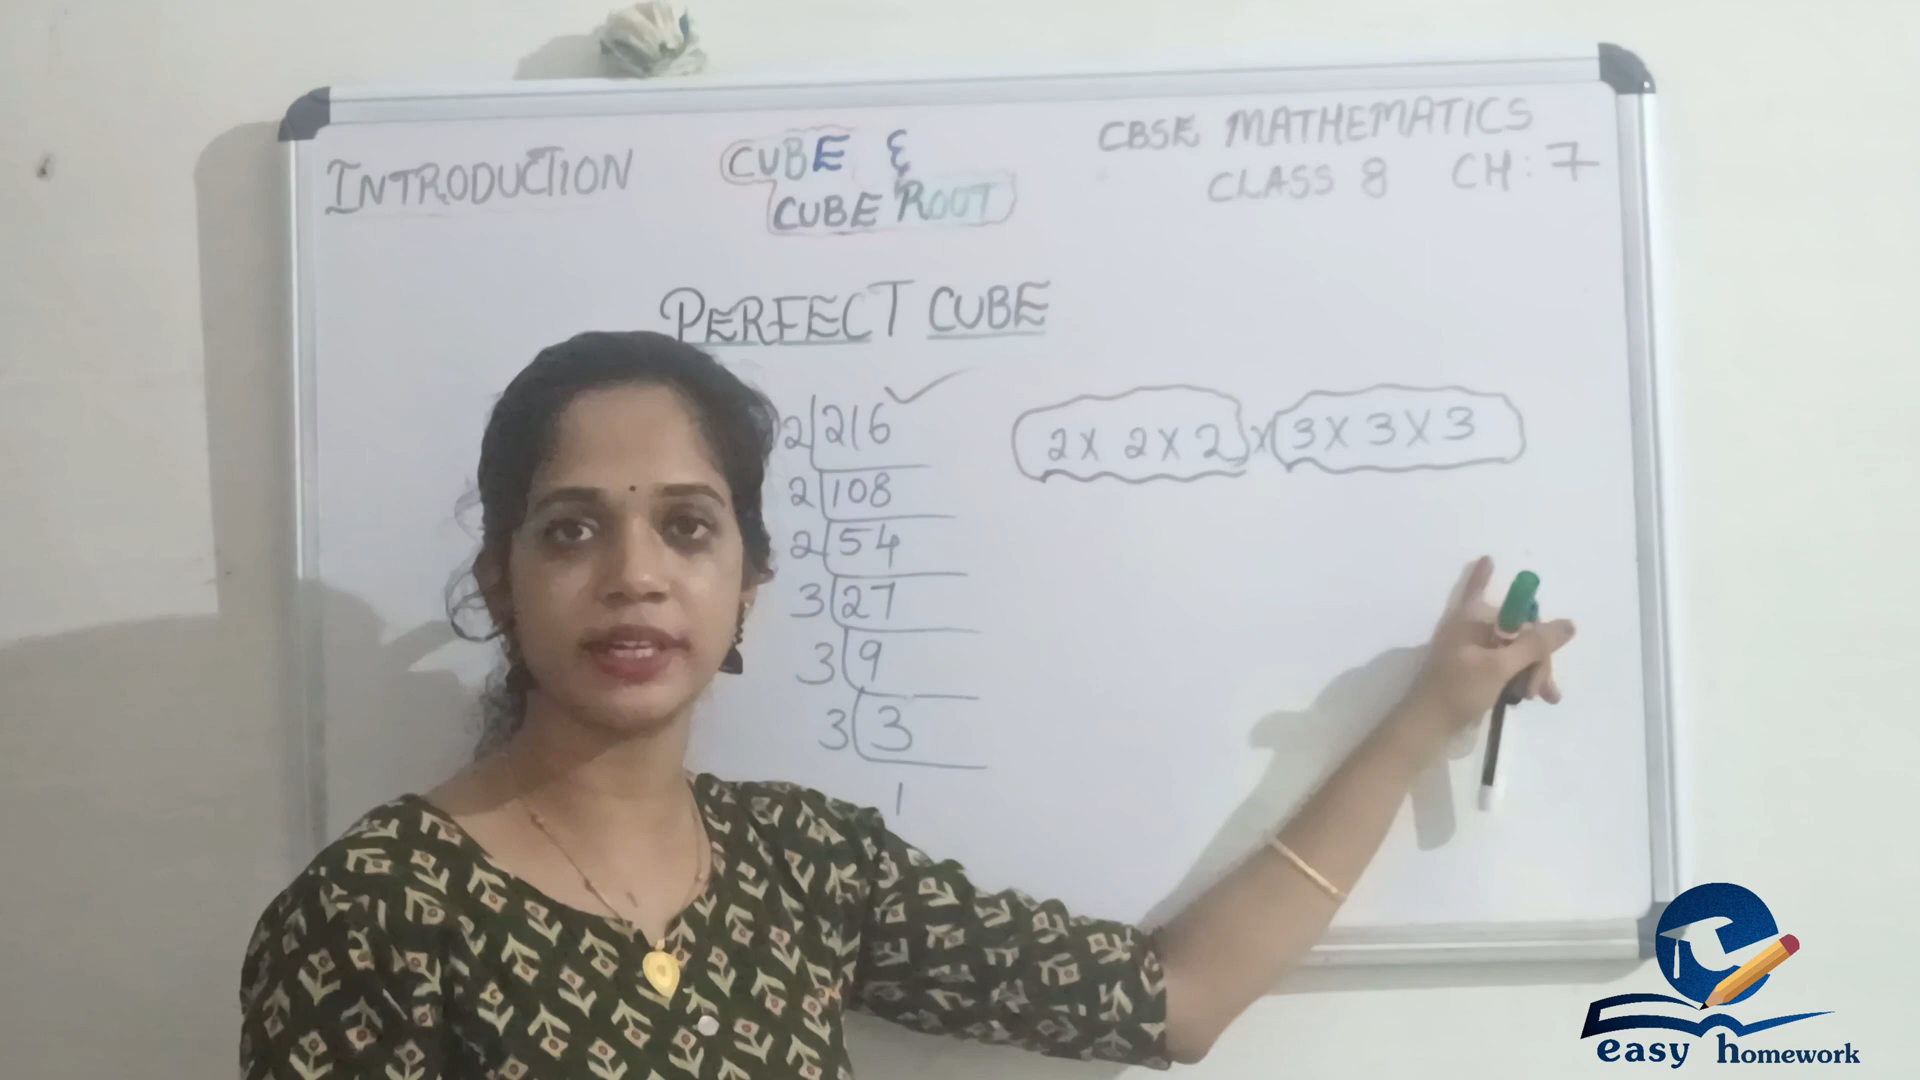 INTRODUCTION
CUBE &
CUBE ROOT
CBSE MATHEMATICS
CLASS 8 CH: 7
PERFECT CUBE
2 216 ✓
2 108
2 54
3 27
3 9
3 3
1
2 x 2 x 2 x 3 x 3 x 3
easy homework